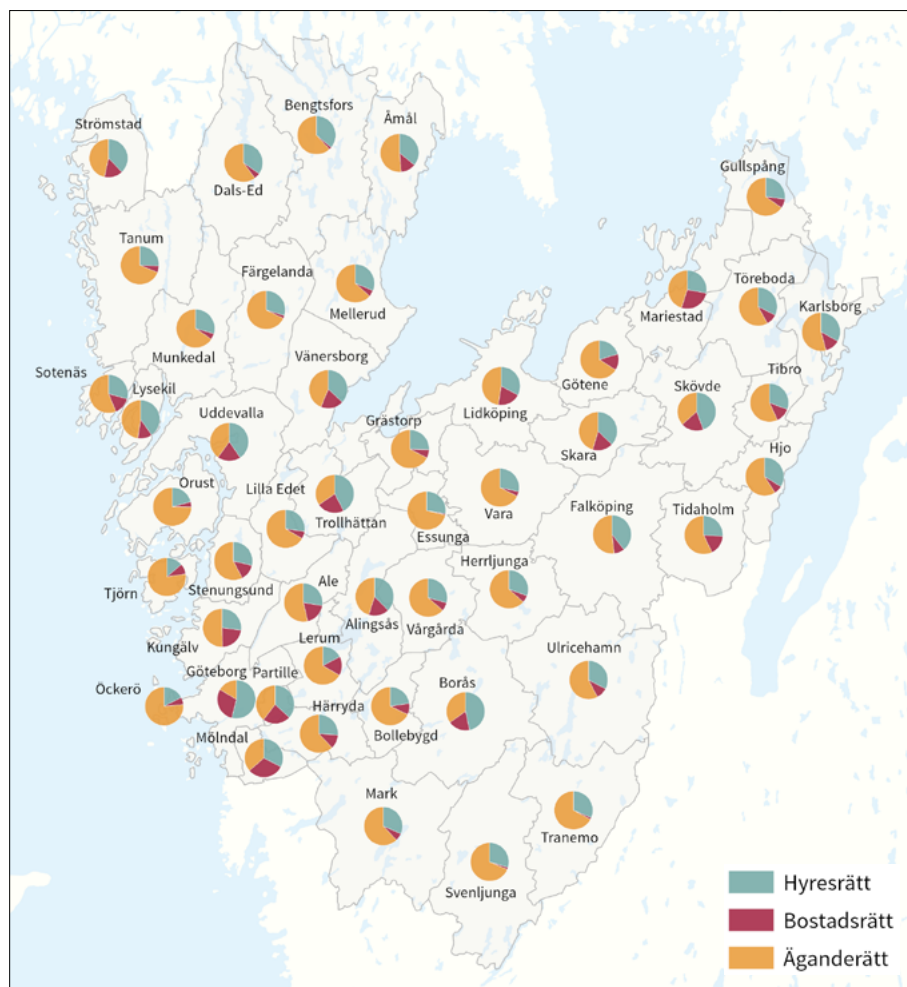 Bengtsfors
Åmål
Strömstad
Dals-Ed
Gullspång
Tanum
Färgelanda
Töreboda
Mellerud
Mariestad
Karlsborg
Munkedal
Vänersborg
Götene
Tibro
Sotenäs
Lysekil
Skövde
Uddevalla
Grästorp
Lidköping
Skara
Hjo
Orust
Lilla Edet
Trollhättan
Vara
Falköping
Tidaholm
Essunga
Herrljunga
Stenungsund
Ale
Tjörn
Alingsås
Vårgårda
Kungälv
Lerum
Ulricehamn
Göteborg
Partille
Borås
Öckerö
Härryda
Bollebygd
Mölndal
Mark
Tranemo
Svenljunga
Hyresrätt
Bostadsrätt
Äganderätt